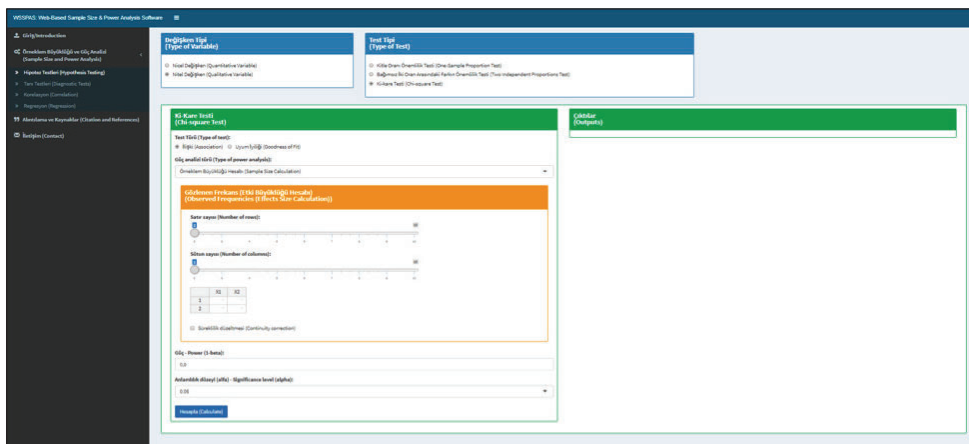 WSSPAS: Web-Based Sample Size & Power Analysis Software
Giriş/Introduction
Örneklem Büyüklüğü ve Güç Analizi
(Sample Size and Power Analysis)
Hipotez Testleri (Hypothesis Testing)
Tanı Testleri (Diagnostic Tests)
Korelasyon (Correlation)
Regresyon (Regression)
Alıntılama ve Kaynaklar (Citation and References)
İletişim (Contact)
Değişken Tipi
(Type of Variable)
Nicel Değişken (Quantitative Variable)
Nitel Değişken (Qualitative Variable)
Test Tipi
(Type of Test)
Kitle Oranı Önemlilik Testi (One-Sample Proportion Test)
Bağımsız İki Oran Arasındaki Farkın Önemlilik Testi (Two Independent Proportions Test)
Ki-kare Testi (Chi-square Test)
Ki-Kare Testi
(Chi-square Test)
Test Türü (Type of test):
İlişki (Association)
Uyum İyiliği (Goodness of Fit)
Güç analizi türü (Type of power analysis):
Örneklem Büyüklüğü Hesabı (Sample Size Calculation)
Gözlenen Frekans (Etki Büyüklüğü Hesabı)
(Observed Frequencies (Effects Size Calculation))
Satır sayısı (Number of rows):
2
10
Sütun sayısı (Number of columns):
2
10
X1 X2
1
2
Süreklilik düzeltmesi (Continuity correction)
Güç - Power (1-beta):
0,8
Anlamlılık düzeyi (alfa) - Significance level (alpha):
0.05
Hesapla (Calculate)
Çıktılar
(Outputs)